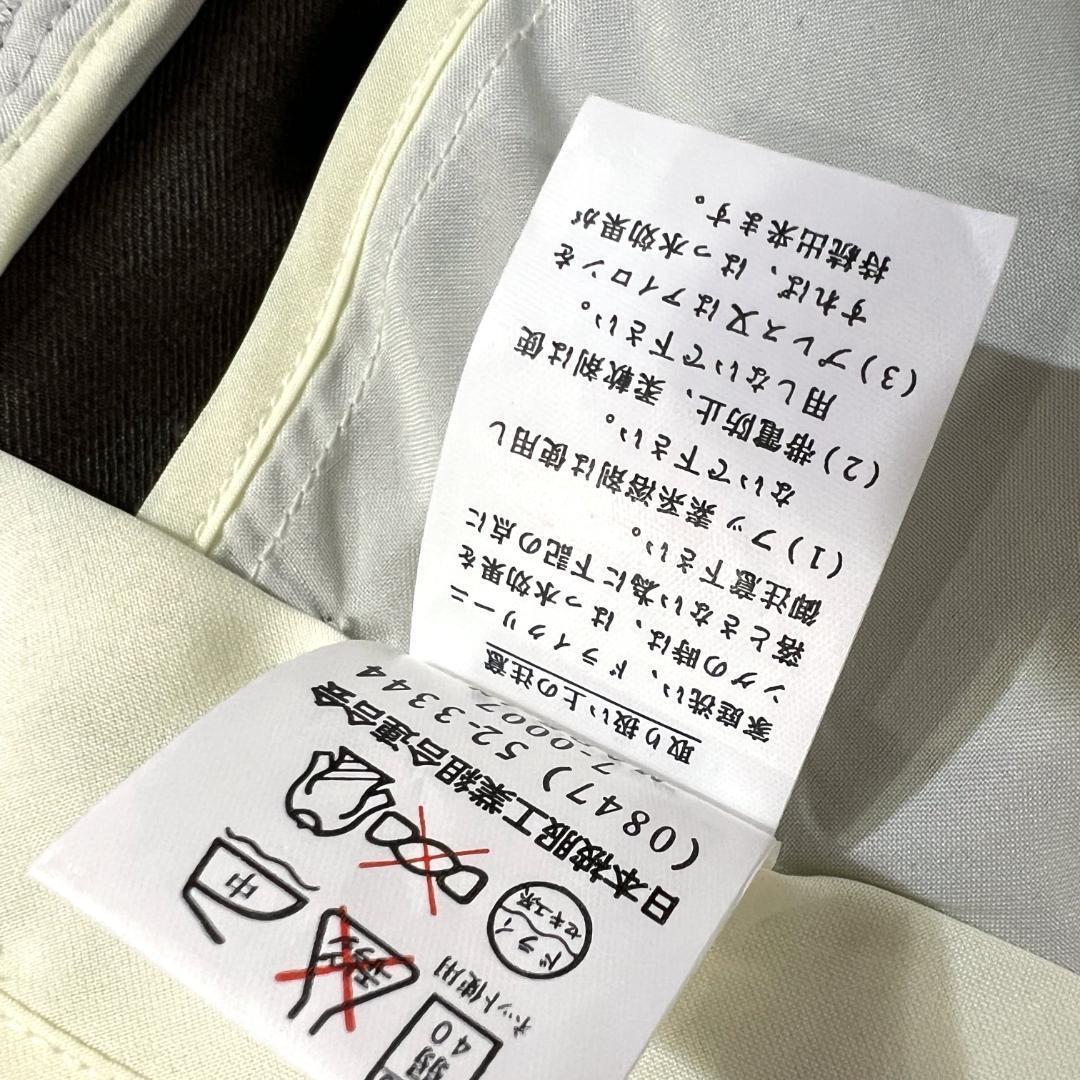 弱
40
ネット使用
エンソ
サラシ
ドライ
セキユ系
中
日本被服工業組合連合会
(0847) 52-3344
取り扱い上の注意
家庭洗い、ドライクリーニ
ングの時は、はっ水効果を
落とさない為に下記の点に
御注意下さい。
(1)フッ素系溶剤は使用し
ないで下さい。
(2)帯電防止、柔軟剤は使
用しないで下さい。
(3)プレス又はアイロンを
すれば、はっ水効果が
持続出来ます。